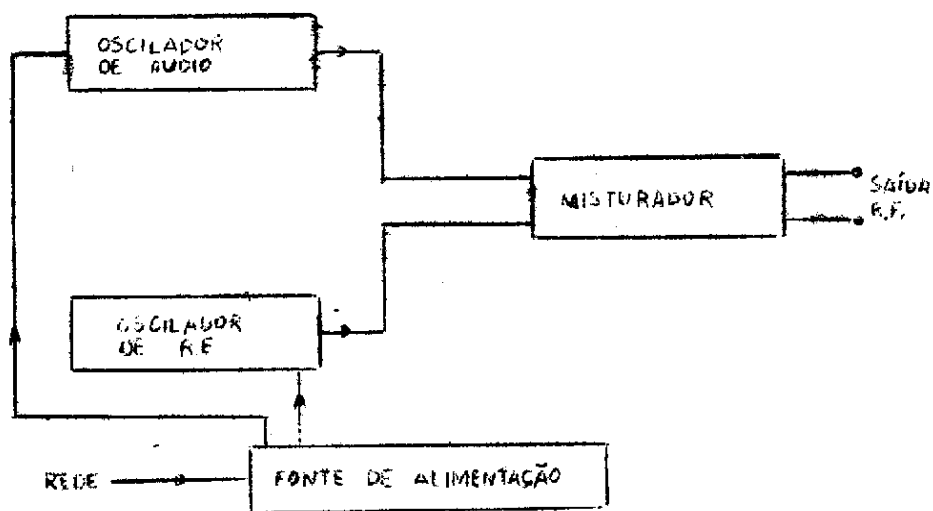 OSCILADOR
DE AUDIO
MISTURADOR
SAÍDA
R.F.
OSCILADOR
DE R.F
REDE
FONTE DE ALIMENTAÇÃO